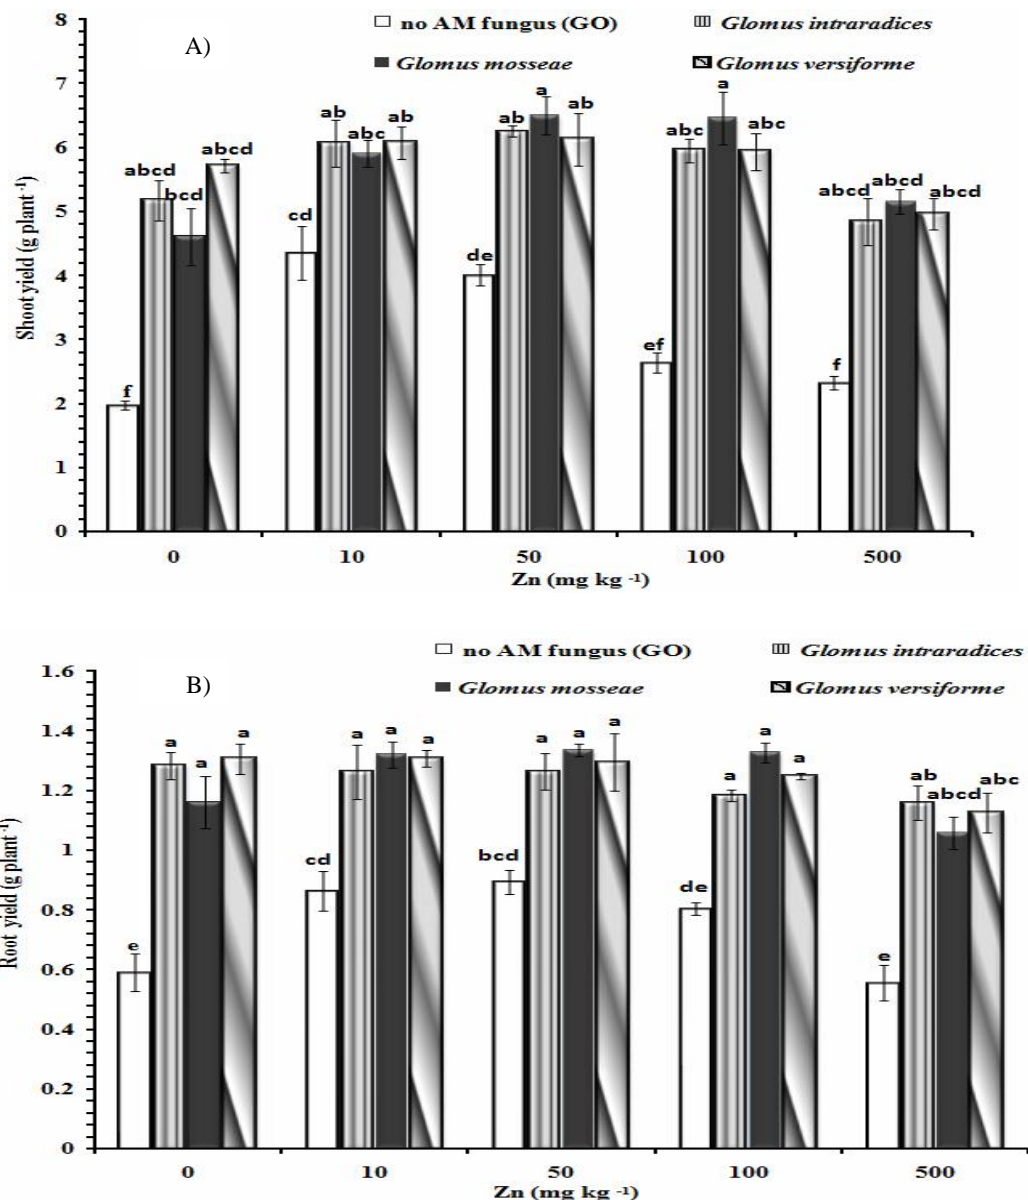 8
no AM fungus (GO) Glomus intraradices
A)
Glomus mosseae Glomus versiforme
7
a a
ab ab ab abc ab ab abc abc
6
abcd bcd abcd
abcd abcd abcd
5
cd
de
4
3
ef
f
f
2
1
0
Shoot yield (g plant-1)
0 10 50 100 500
Zn (mg kg -1)
no AM fungus (GO) Glomus intraradices
1.6
B)
Glomus mosseae Glomus versiforme
1.4
a a a a a a a a a a a a
ab abcd abc
1.2
1
cd bcd
de
0.8
e e
0.6
0.4
0.2
0
Root yield (g plant-1)
0 10 50 100 500
Zn (mg kg -1)